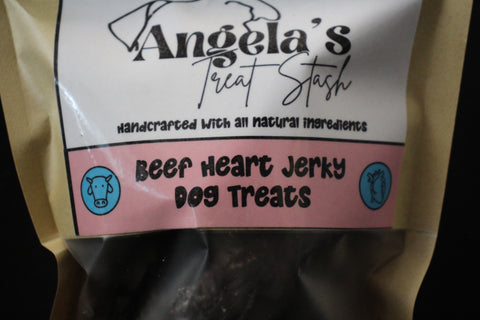 Angela's
Treat Stash
Handcrafted with all natural ingredients
Beef Heart Jerky
Dog Treats